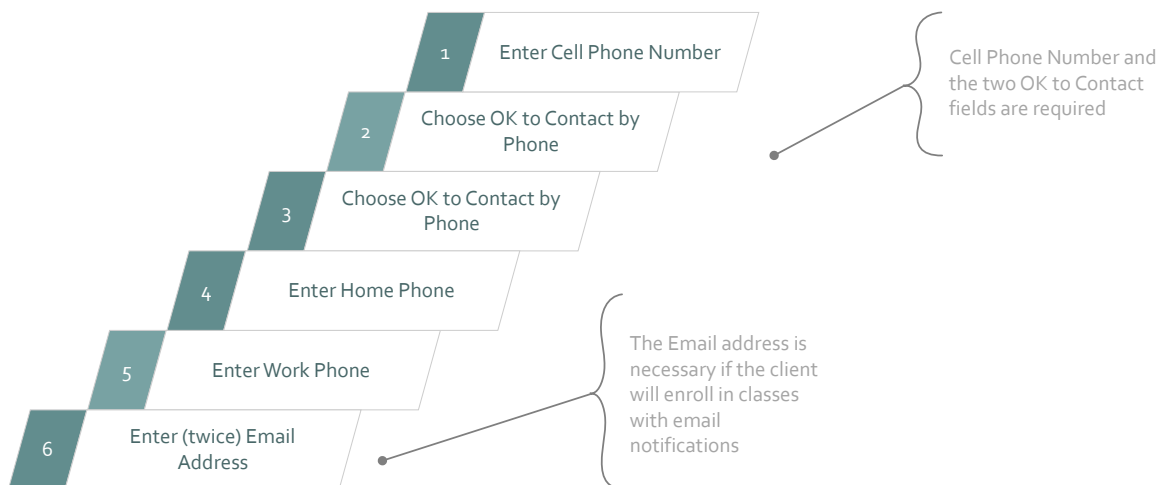 1
Enter Cell Phone Number
2
Choose OK to Contact by
Phone
3
Choose OK to Contact by
Phone
4
Enter Home Phone
5
Enter Work Phone
6
Enter (twice) Email
Address
Cell Phone Number and
the two OK to Contact
fields are required
The Email address is
necessary if the client
will enroll in classes
with email
notifications